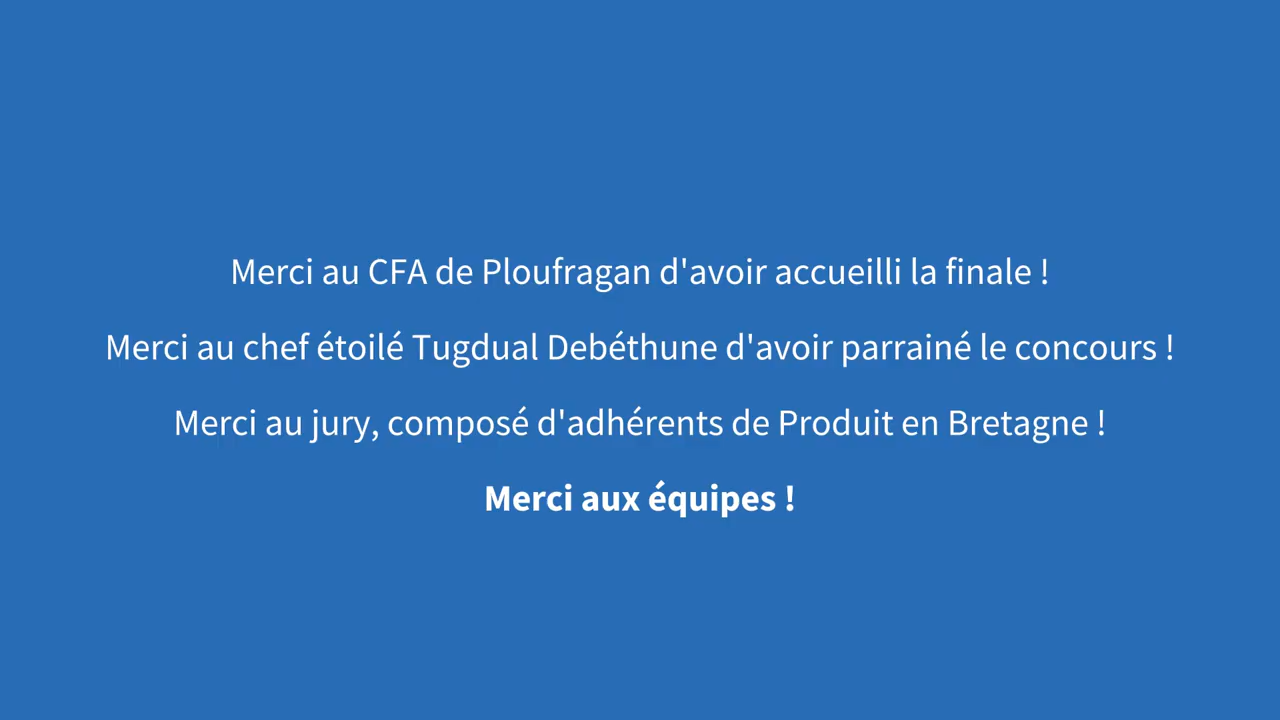 Merci au CFA de Ploufragan d'avoir accueilli la finale !
Merci au chef étoilé Tugdual Debéthune d'avoir parrainé le concours !
Merci au jury, composé d'adhérents de Produit en Bretagne !
Merci aux équipes !